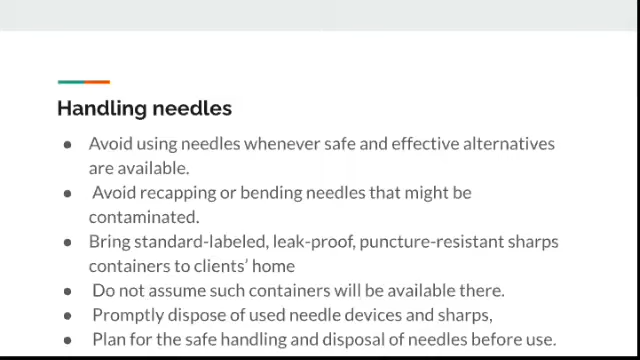 Handling needles
● Avoid using needles whenever safe and effective alternatives
are available.
● Avoid recapping or bending needles that might be
contaminated.
● Bring standard-labeled, leak-proof, puncture-resistant sharps
containers to clients’ home
● Do not assume such containers will be available there.
● Promptly dispose of used needle devices and sharps,
● Plan for the safe handling and disposal of needles before use.